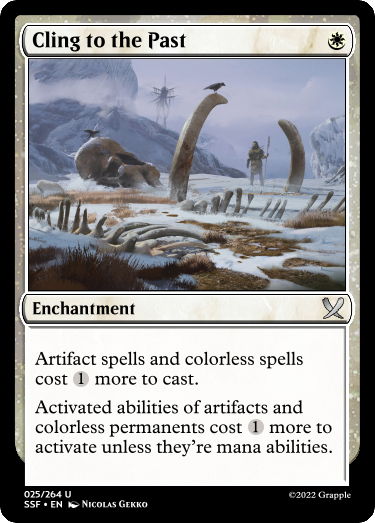 Cling to the Past
Enchantment
Artifact spells and colorless spells
cost 1 more to cast.
Activated abilities of artifacts and
colorless permanents cost 1 more to
activate unless they're mana abilities.
025/264 U
SSF • EN Nicolas Gekko
©2022 Grapple